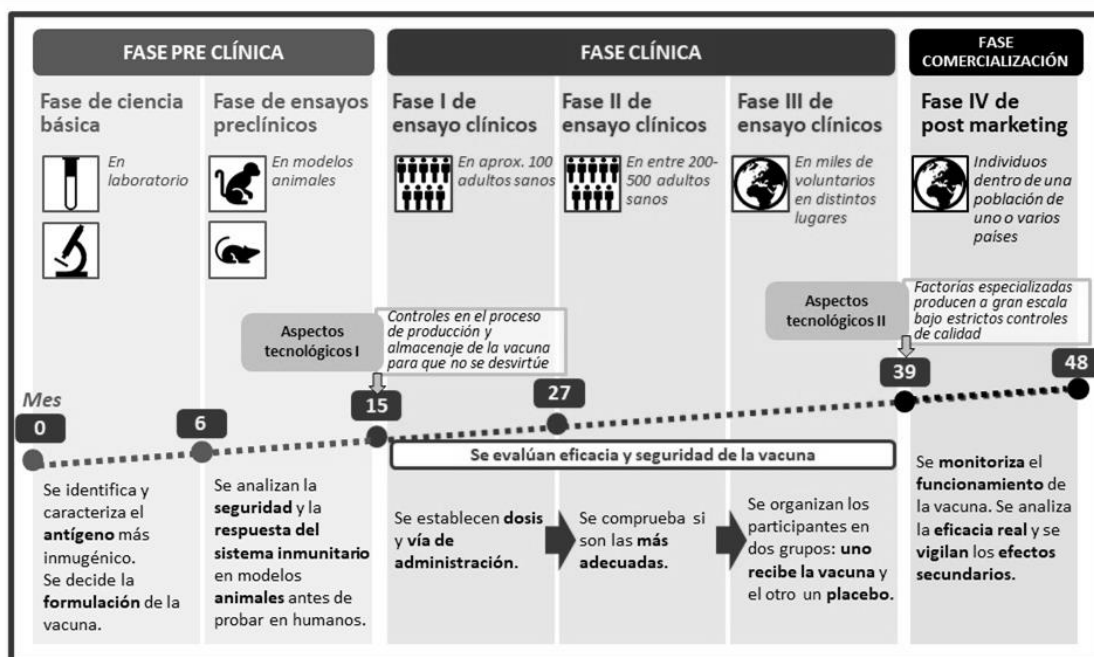 FASE PRE CLÍNICA
FASE CLÍNICA
FASE
COMERCIALIZACIÓN
Fase de ciencia
básica
En
laboratorio
Fase de ensayos
preclínicos
En modelos
animales
Fase I de
ensayo clínicos
En aprox. 100
adultos sanos
Fase II de
ensayo clínicos
En entre 200-
500 adultos
sanos
Fase III de
ensayo clínicos
En miles de
voluntarios
en distintos
lugares
Fase IV de
post marketing
Individuos
dentro de una
población de
uno o varios
países
Aspectos
tecnológicos I
Controles en el proceso
de producción y
almacenaje de la vacuna
para que no se desvirtúe
Aspectos
tecnológicos II
Factorías especializadas
producen a gran escala
bajo estrictos controles
de calidad
Mes
0
6
15
27
39
48
Se evalúan eficacia y seguridad de la vacuna
Se identifica y
caracteriza el
antígeno más
inmugénico.
Se decide la
formulación de la
vacuna.
Se analizan la
seguridad y la
respuesta del
sistema inmunitario
en modelos
animales antes de
probar en humanos.
Se establecen dosis
y vía de
administración.
Se comprueba si
son las más
adecuadas.
Se organizan los
participantes en
dos grupos: uno
recibe la vacuna y
el otro un placebo.
Se monitoriza el
funcionamiento de
la vacuna. Se analiza
la eficacia real y se
vigilan los efectos
secundarios.